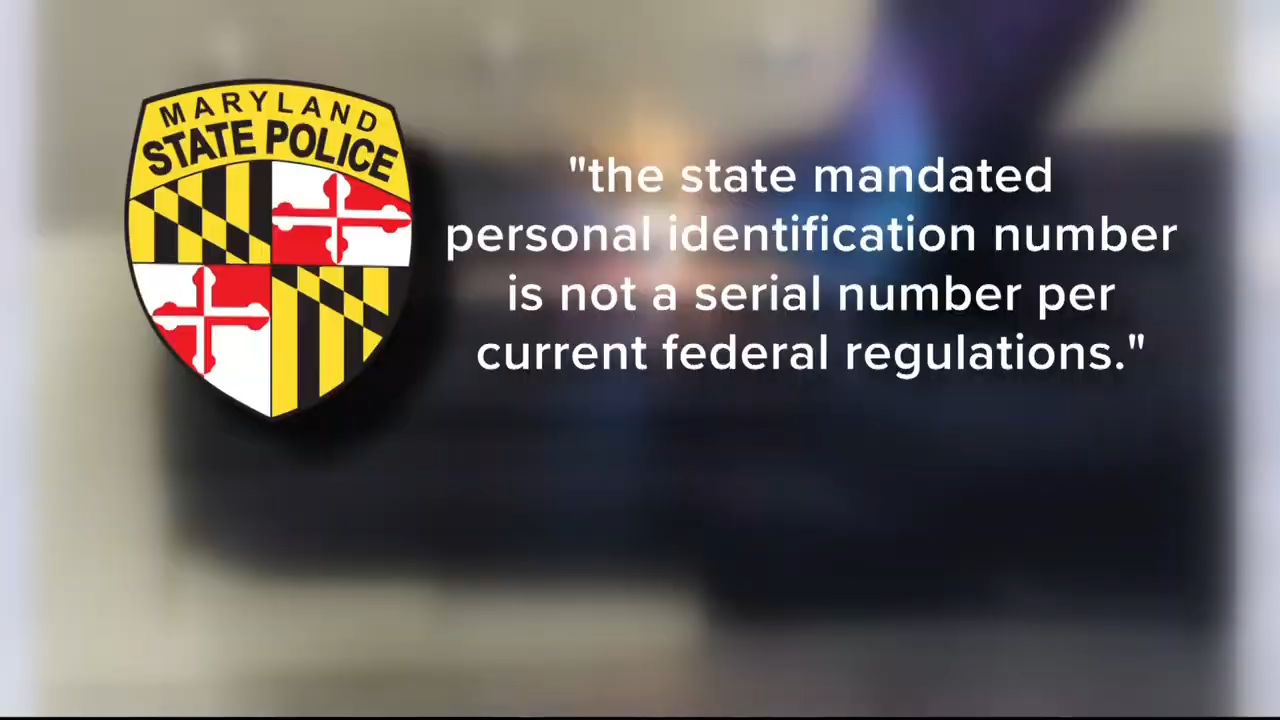 MARYLAND
STATE POLICE
"the state mandated
personal identification number
is not a serial number per
current federal regulations."